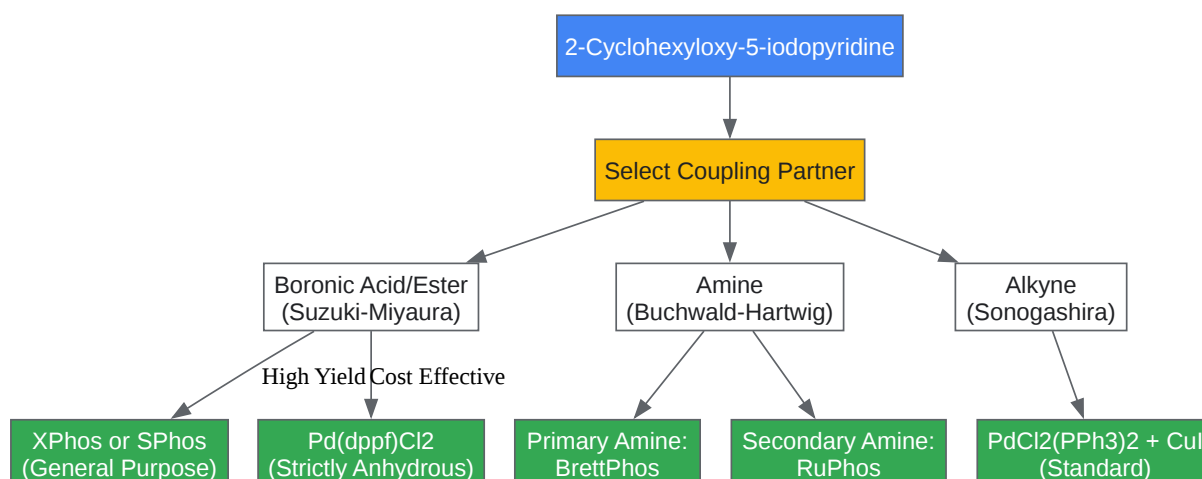 2-Cyclohexyloxy-5-iodopyridine
Select Coupling Partner
Boronic Acid/Ester
(Suzuki-Miyaura)
Amine
(Buchwald-Hartwig)
Alkyne
(Sonogashira)
High Yield
Cost Effective
XPhos or SPhos
(General Purpose)
Pd(dppf)Cl2
(Strictly Anhydrous)
Primary Amine:
BrettPhos
Secondary Amine:
RuPhos
PdCl2(PPh3)2 + CuI
(Standard)